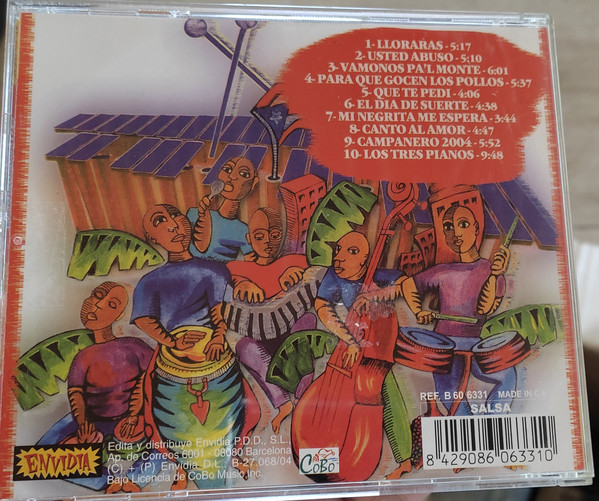 1- LLORARAS - 5:17
2- USTED ABUSO - 5:10
3- VAMONOS PA'L MONTE - 6:01
4- PARA QUE GOCEN LOS POLLOS - 5:37
5- QUE TE PEDI - 4:06
6- EL DIA DE SUERTE - 4:38
7- MI NEGRITA ME ESPERA - 3:44
8- CANTO AL AMOR - 4:47
9- CAMPANERO 2004 - 5:52
10- LOS TRES PIANOS - 9:48
ENVIDIA
Edita y distribuye Envidia P.D.D., S.L.,
Ap. de Correos 6001 - 08080 Barcelona
(C) + (P) Envidia D.L.: B-27.068/04
Bajo Licencia de CoBo Music, Inc.
CoBo
REF. B 60 6331 MADE IN
SALSA
8 429086 063310